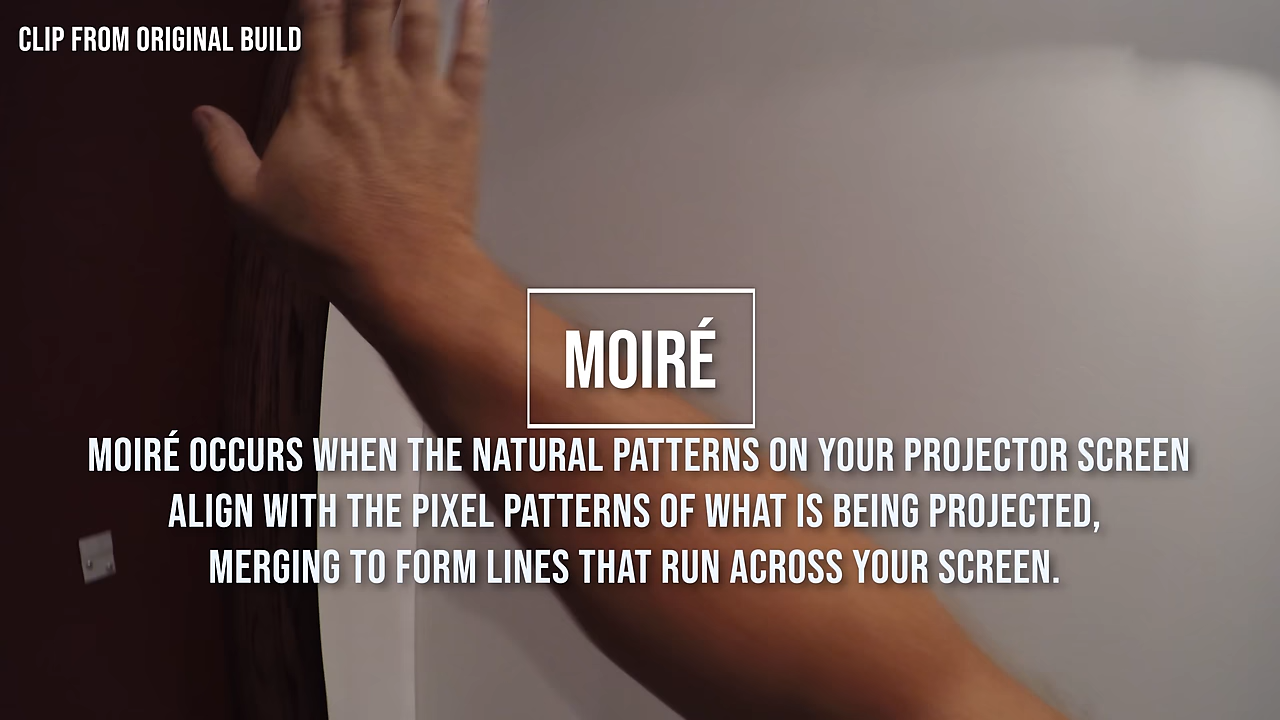 CLIP FROM ORIGINAL BUILD
MOIRÉ
MOIRÉ OCCURS WHEN THE NATURAL PATTERNS ON YOUR PROJECTOR SCREEN
ALIGN WITH THE PIXEL PATTERNS OF WHAT IS BEING PROJECTED,
MERGING TO FORM LINES THAT RUN ACROSS YOUR SCREEN.